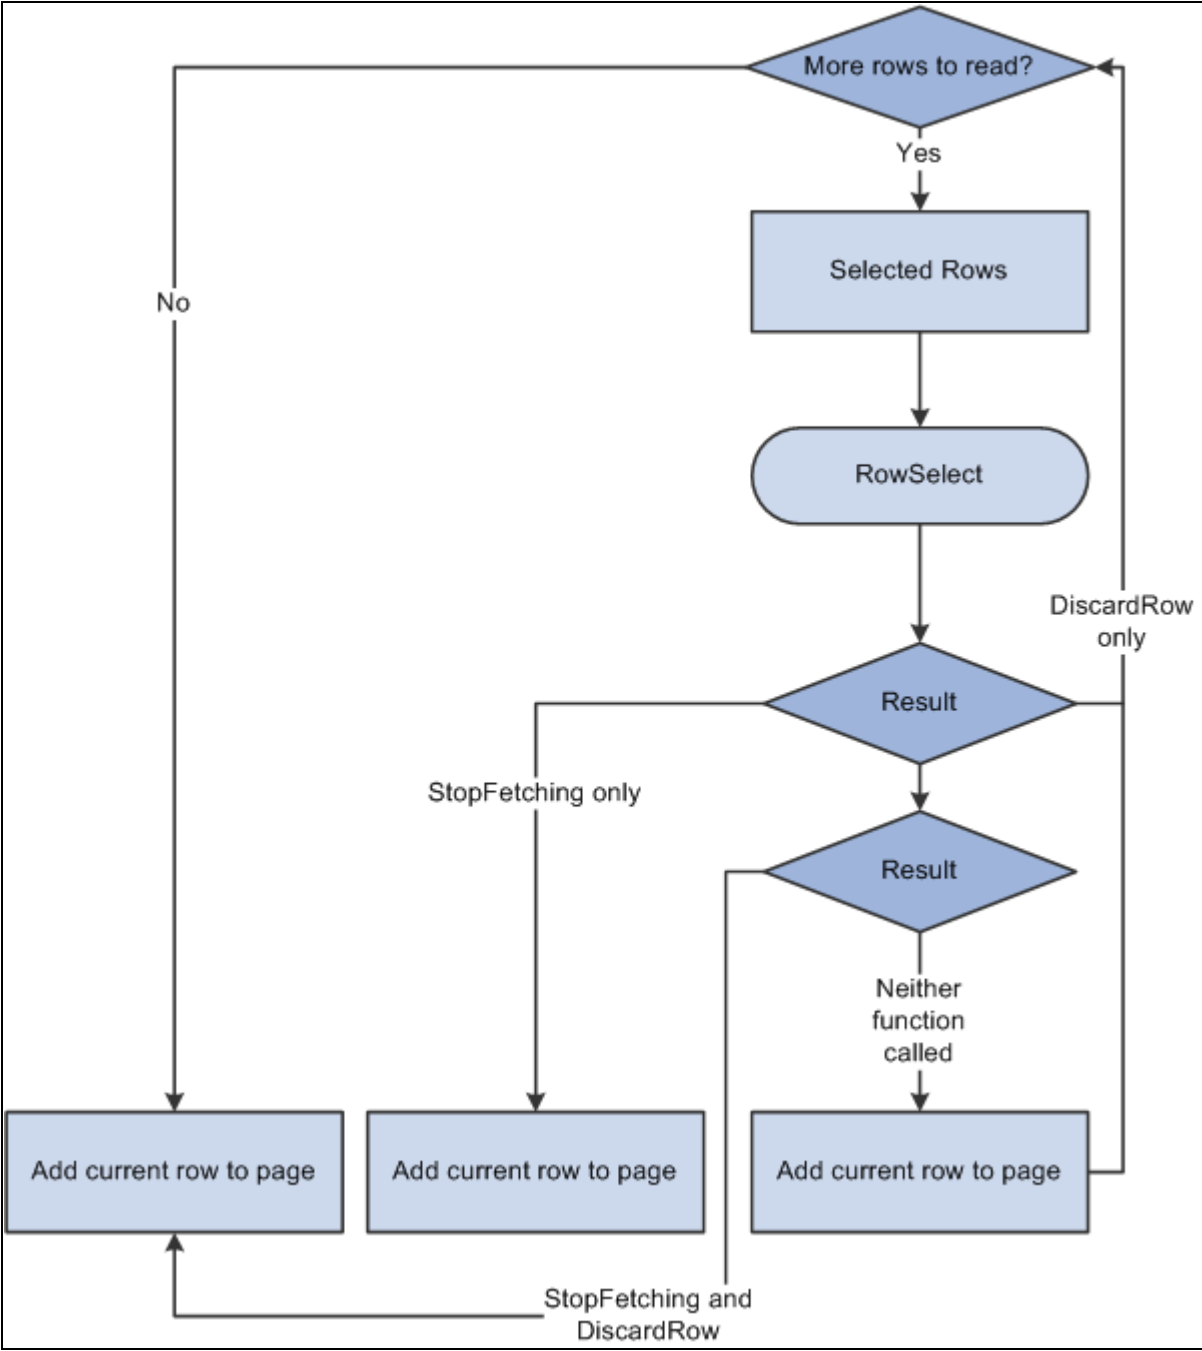 More rows to read?
Yes
Selected Rows
No
RowSelect
DiscardRow
only
Result
StopFetching only
Result
Neither
function
called
Add current row to page
Add current row to page
Add current row to page
StopFetching and
DiscardRow